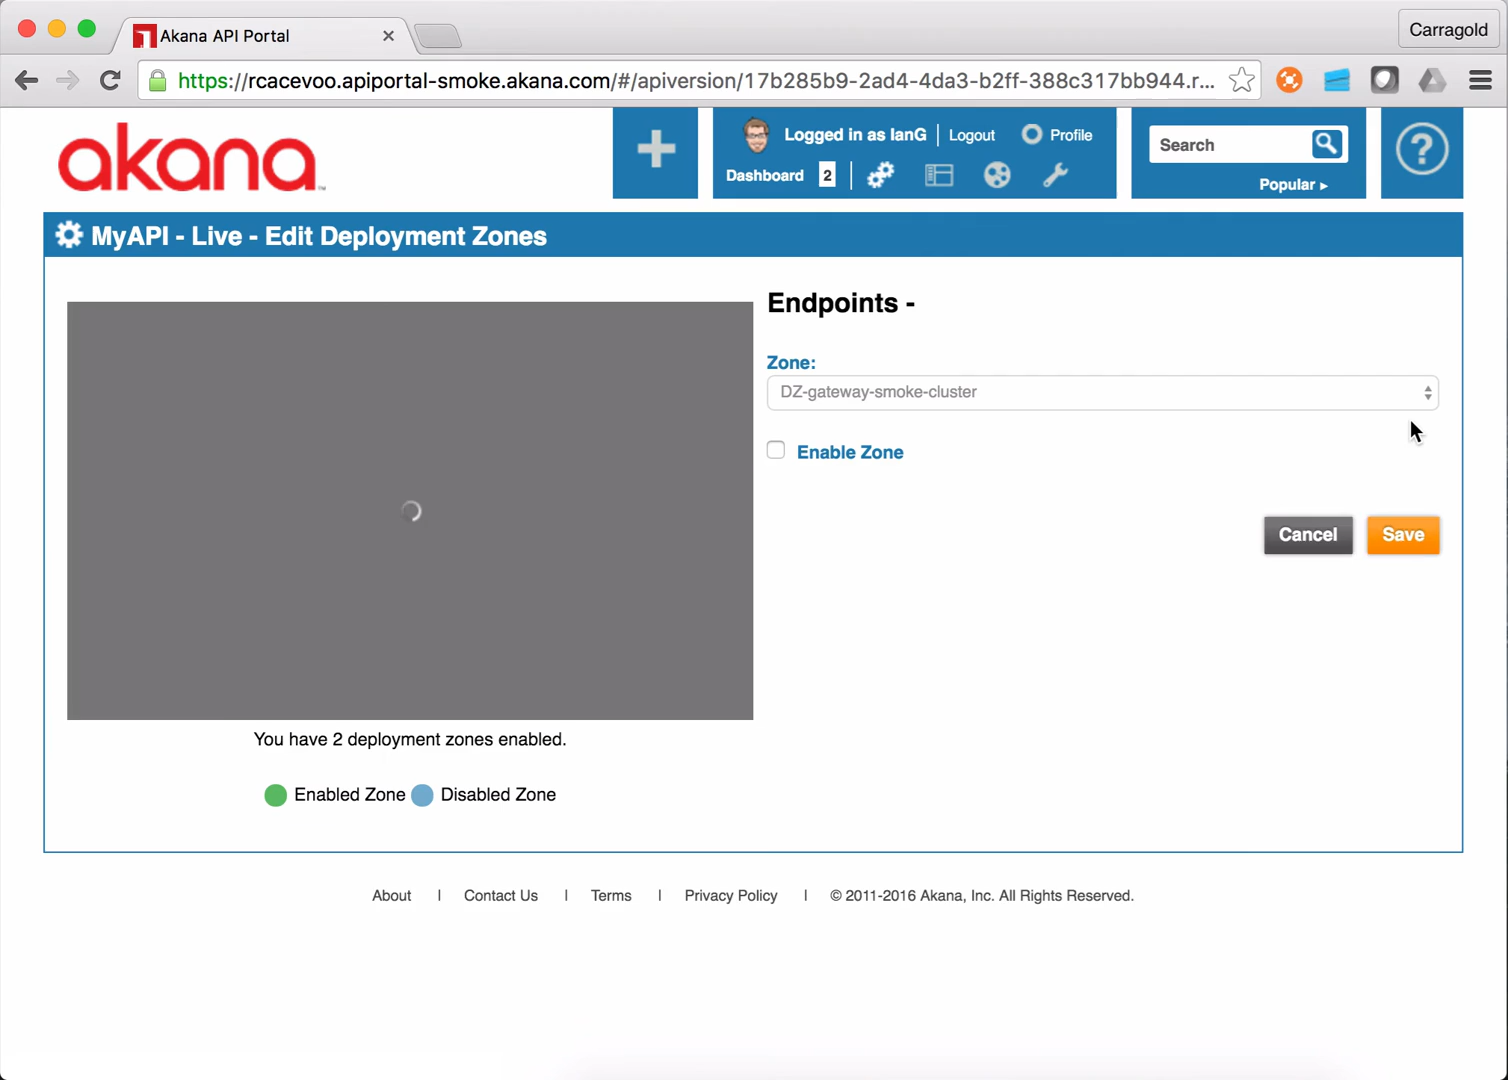 Akana API Portal
Carragold
https://rcacevoo.apiportal-smoke.akana.com/#/apiversion/17b285b9-2ad4-4da3-b2ff-388c317bb944.r...
akana™
Logged in as IanG | Logout Profile
Dashboard 2
Search
Popular ▸
MyAPI - Live - Edit Deployment Zones
Endpoints -
Zone:
DZ-gateway-smoke-cluster
Enable Zone
Cancel Save
You have 2 deployment zones enabled.
Enabled Zone Disabled Zone
About | Contact Us | Terms | Privacy Policy | © 2011-2016 Akana, Inc. All Rights Reserved.